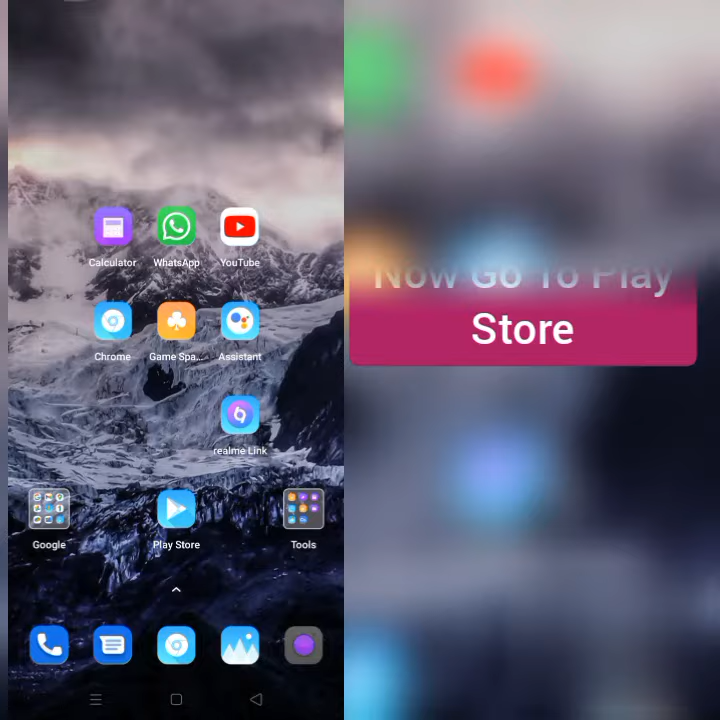 Calculator WhatsApp YouTube
Chrome Game Spa... Assistant
realme Link
Google Play Store Tools
Now Go To Play
Store